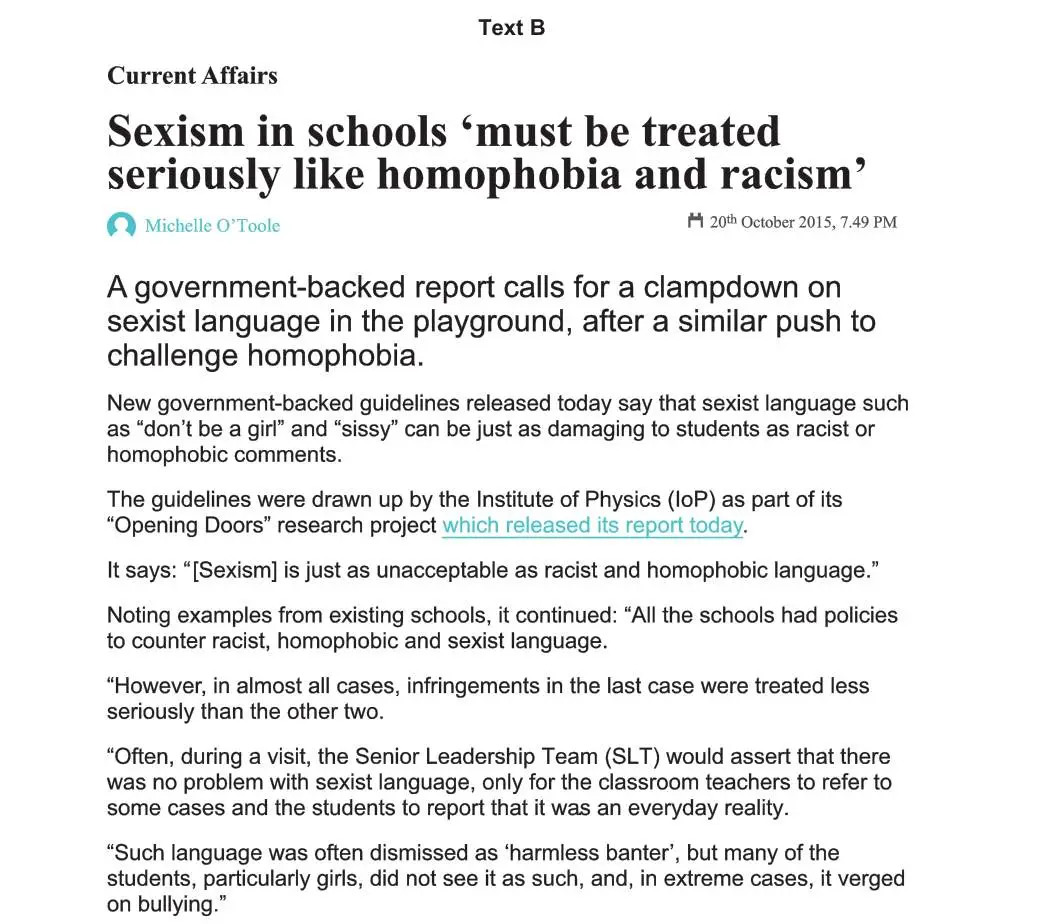 Text B
Current Affairs
Sexism in schools ‘must be treated
seriously like homophobia and racism’
Michelle O’Toole
20th October 2015, 7.49 PM
A government-backed report calls for a clampdown on
sexist language in the playground, after a similar push to
challenge homophobia.
New government-backed guidelines released today say that sexist language such
as “don’t be a girl” and “sissy” can be just as damaging to students as racist or
homophobic comments.
The guidelines were drawn up by the Institute of Physics (IoP) as part of its
“Opening Doors” research project which released its report today.
It says: “[Sexism] is just as unacceptable as racist and homophobic language.”
Noting examples from existing schools, it continued: “All the schools had policies
to counter racist, homophobic and sexist language.
“However, in almost all cases, infringements in the last case were treated less
seriously than the other two.
“Often, during a visit, the Senior Leadership Team (SLT) would assert that there
was no problem with sexist language, only for the classroom teachers to refer to
some cases and the students to report that it was an everyday reality.
“Such language was often dismissed as ‘harmless banter’, but many of the
students, particularly girls, did not see it as such, and, in extreme cases, it verged
on bullying.”